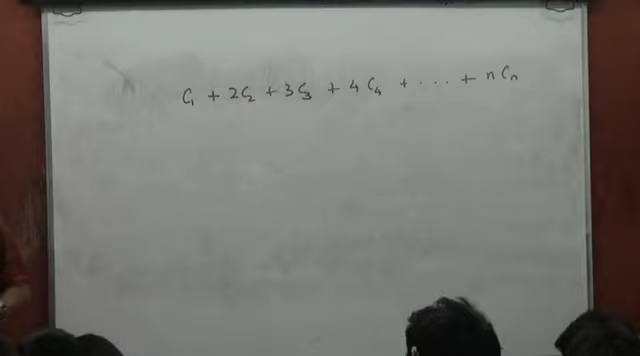 C₁ + 2C₂ + 3C₃ + 4C₄ + ... + nCₙ